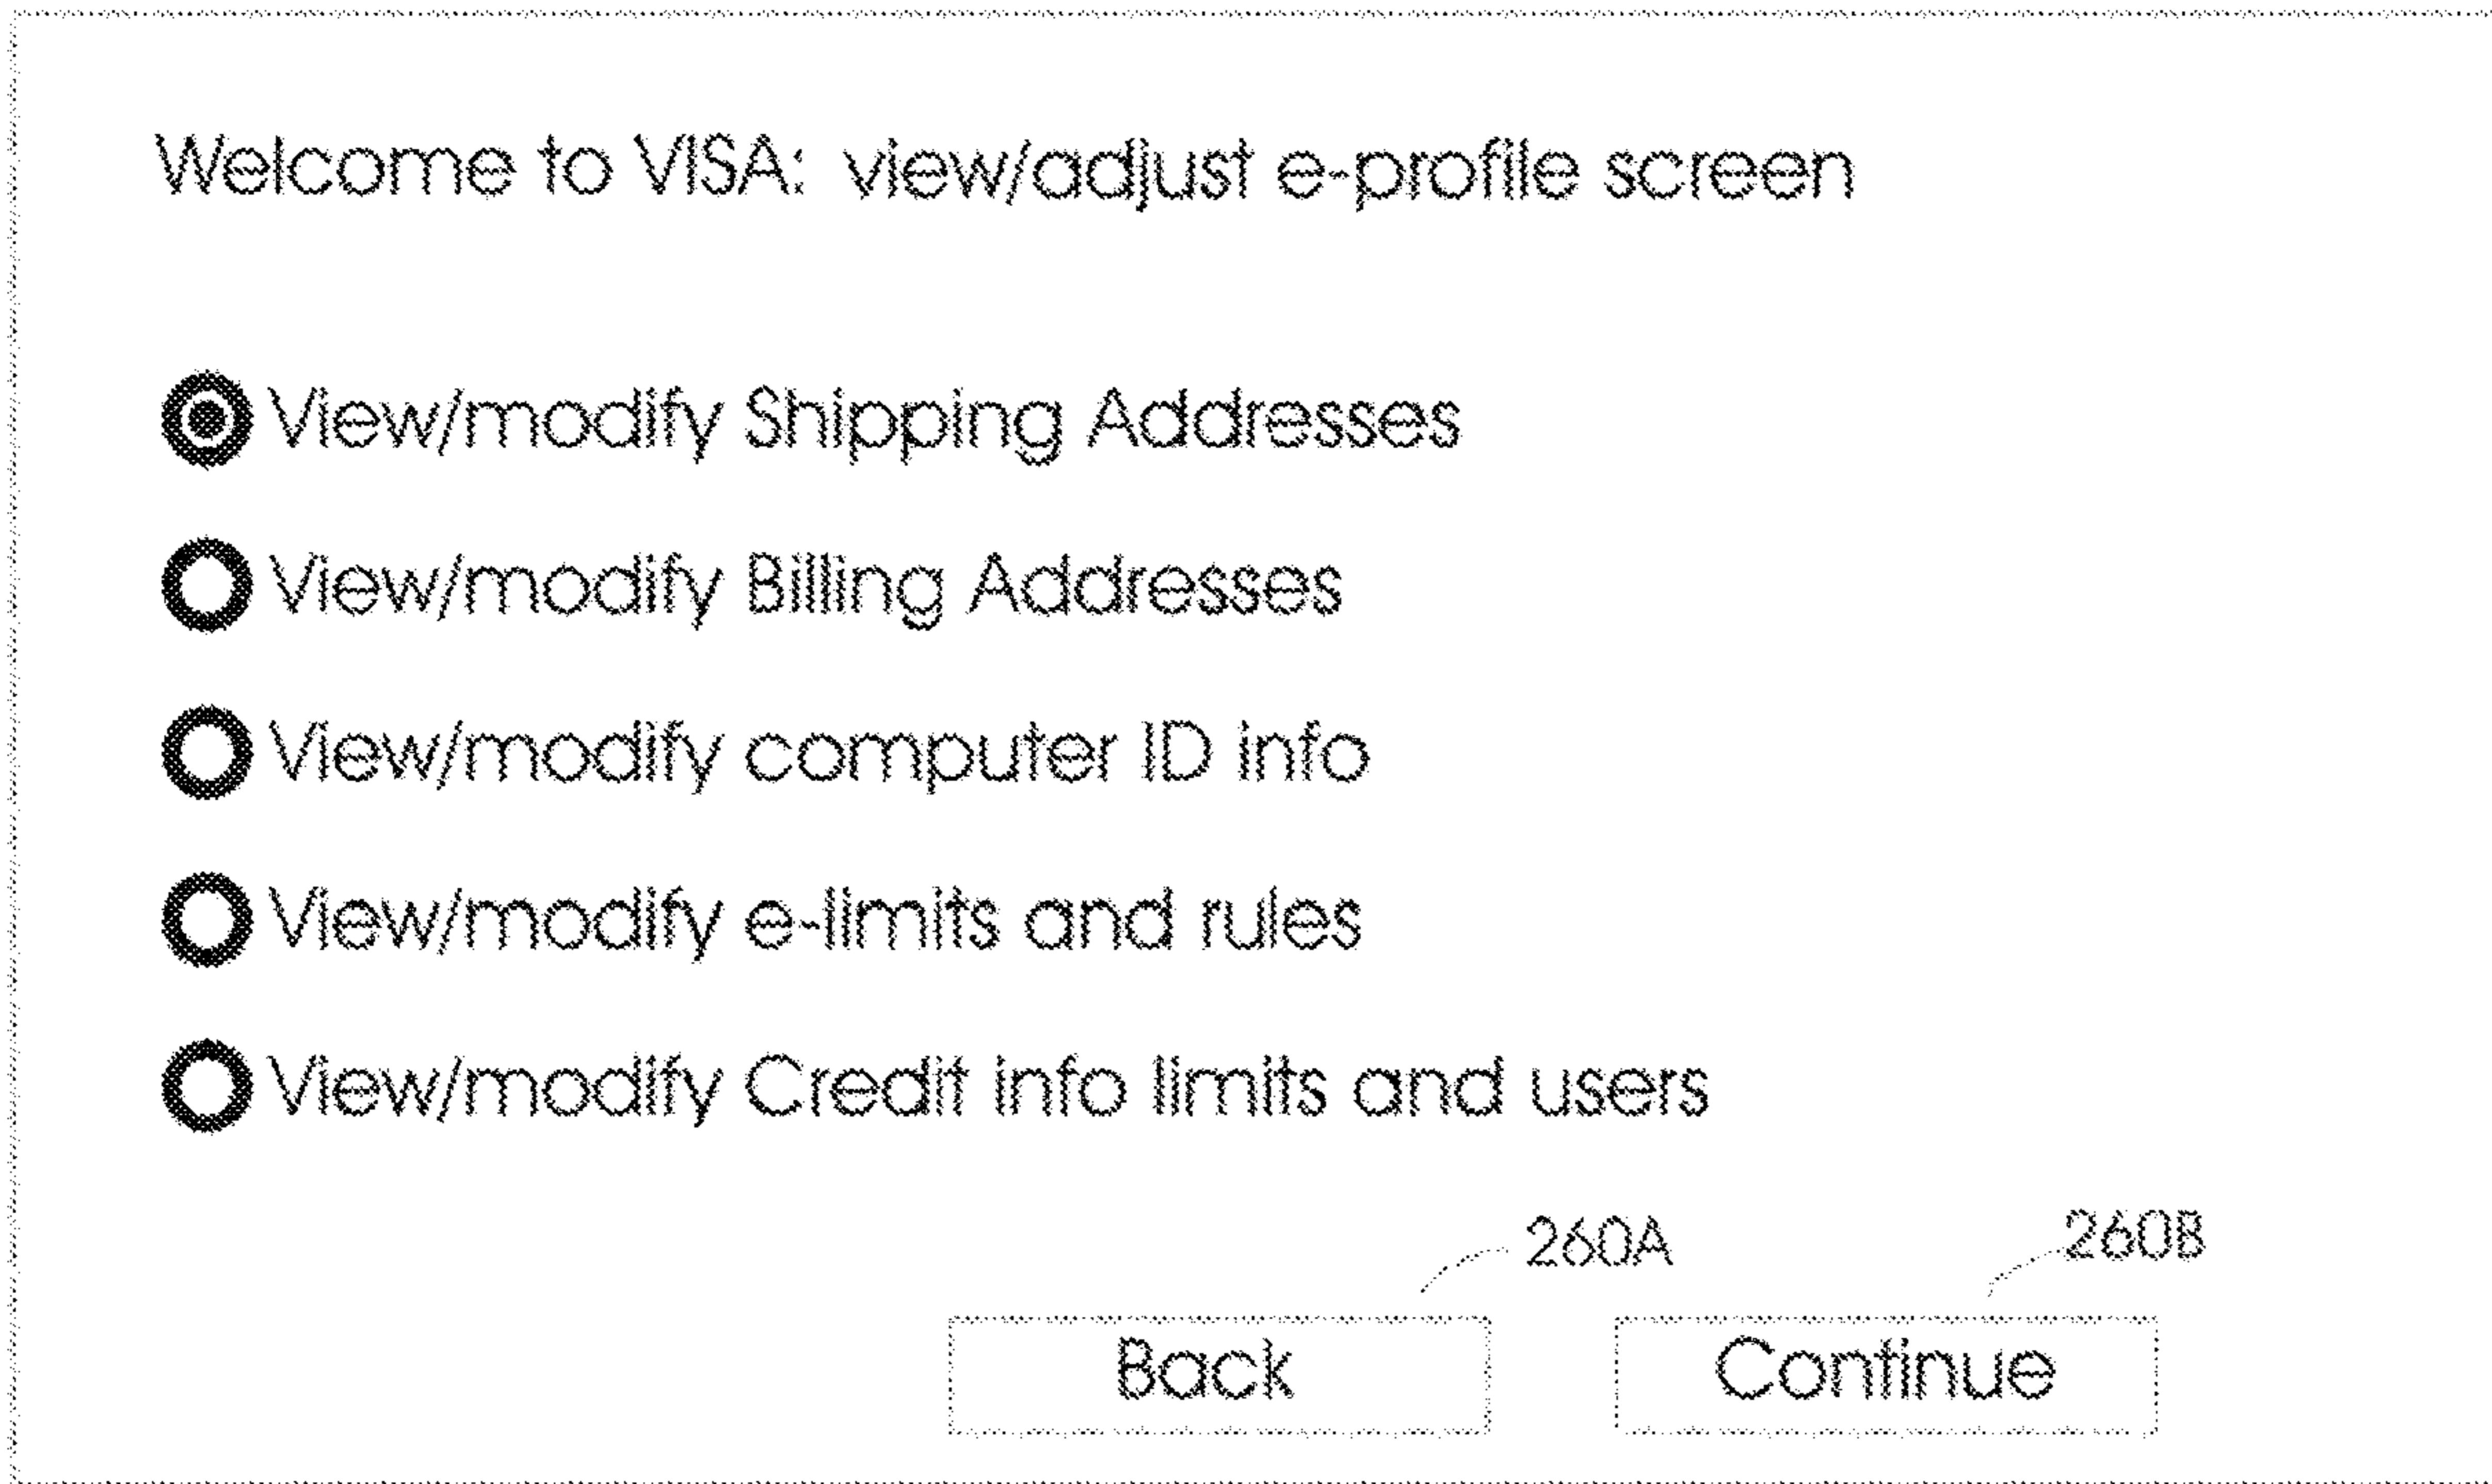 Welcome to VISA: view/adjust e-profile screen
View/modify Shipping Addresses
View/modify Billing Addresses
View/modify computer ID info
View/modify e-limits and rules
View/modify Credit info limits and users
260A 260B
Back Continue